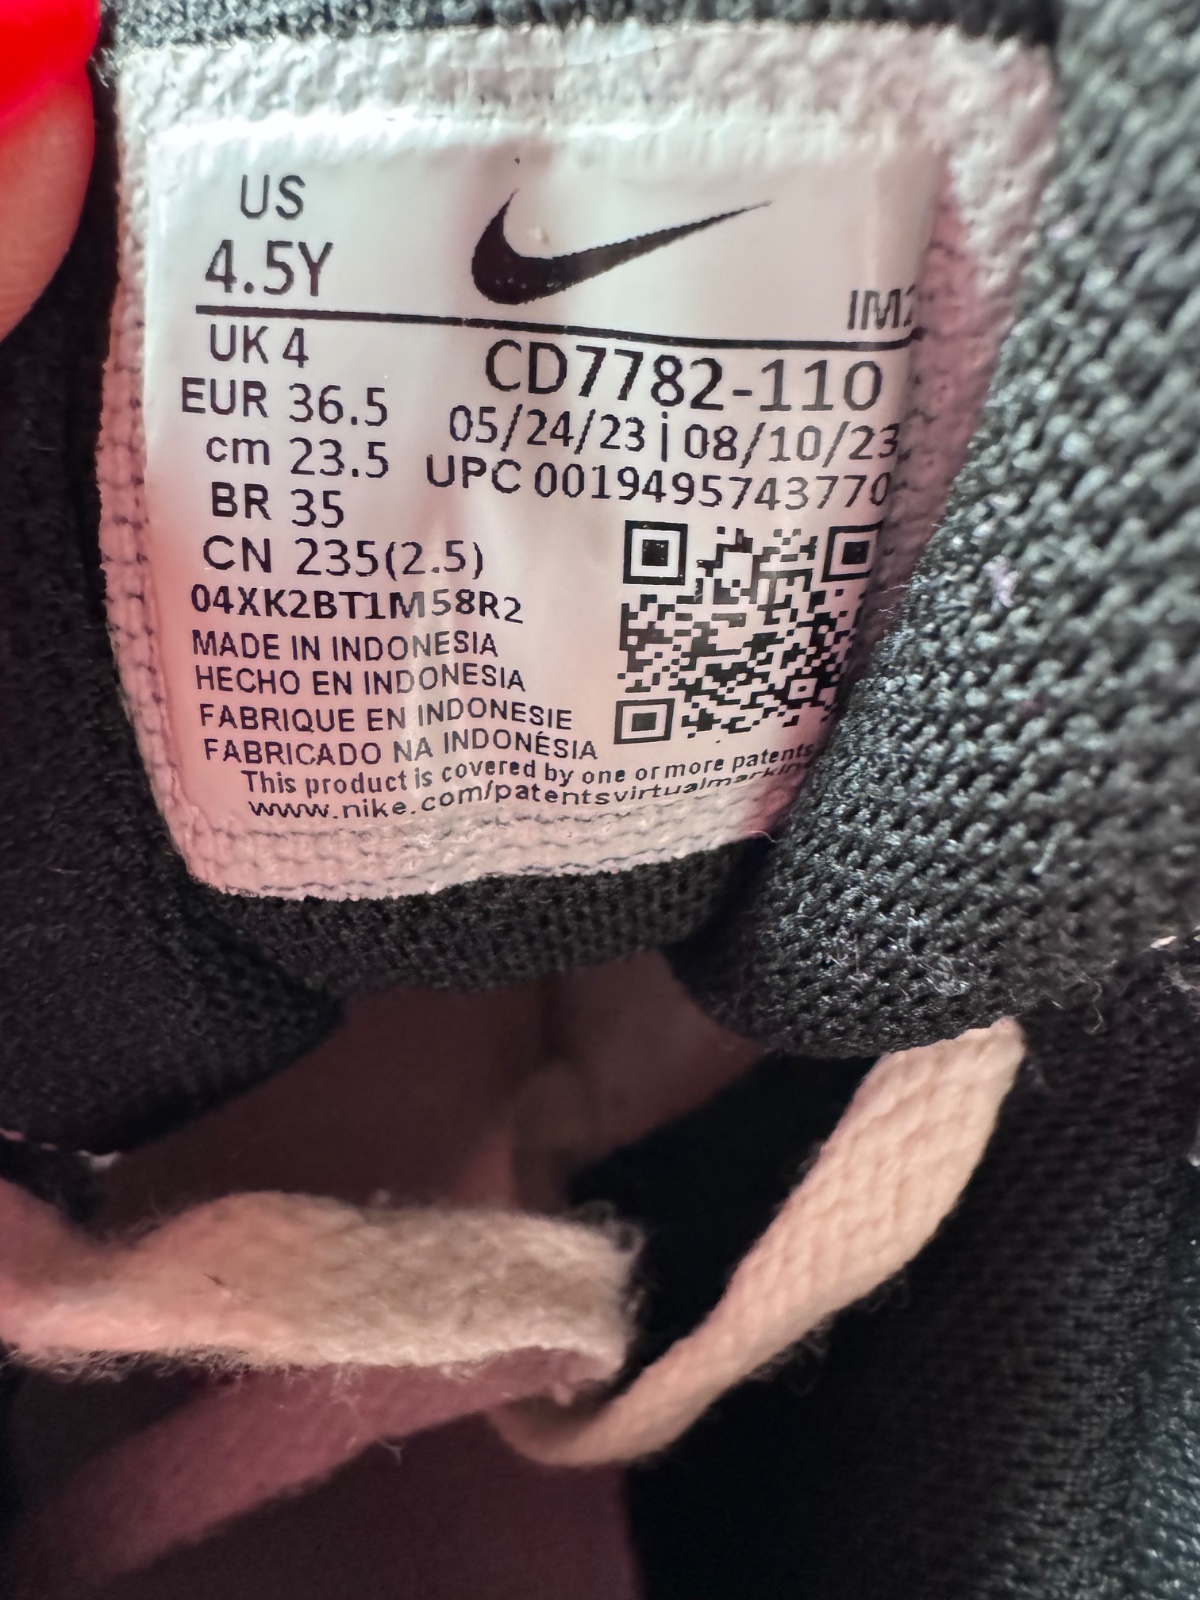 US
4.5Y
UK 4
EUR 36.5
cm 23.5
BR 35
CN 235(2.5)
CD7782-110
05/24/23 | 08/10/23
UPC 0019495743770
04XK2BT1M58R2
MADE IN INDONESIA
HECHO EN INDONESIA
FABRIQUE EN INDONESIE
FABRICADO NA INDONÉSIA
This product is covered by one or more patents
www.nike.com/patentsvirtualmarking